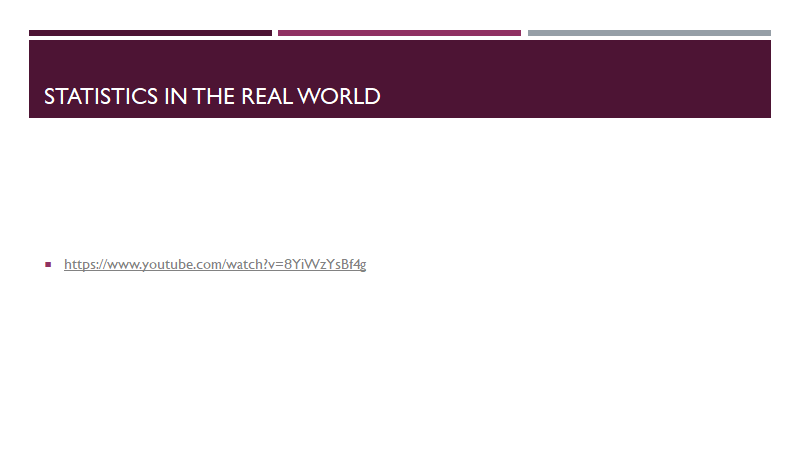 STATISTICS IN THE REAL WORLD
https://www.youtube.com/watch?v=8YiWzYsBf4g